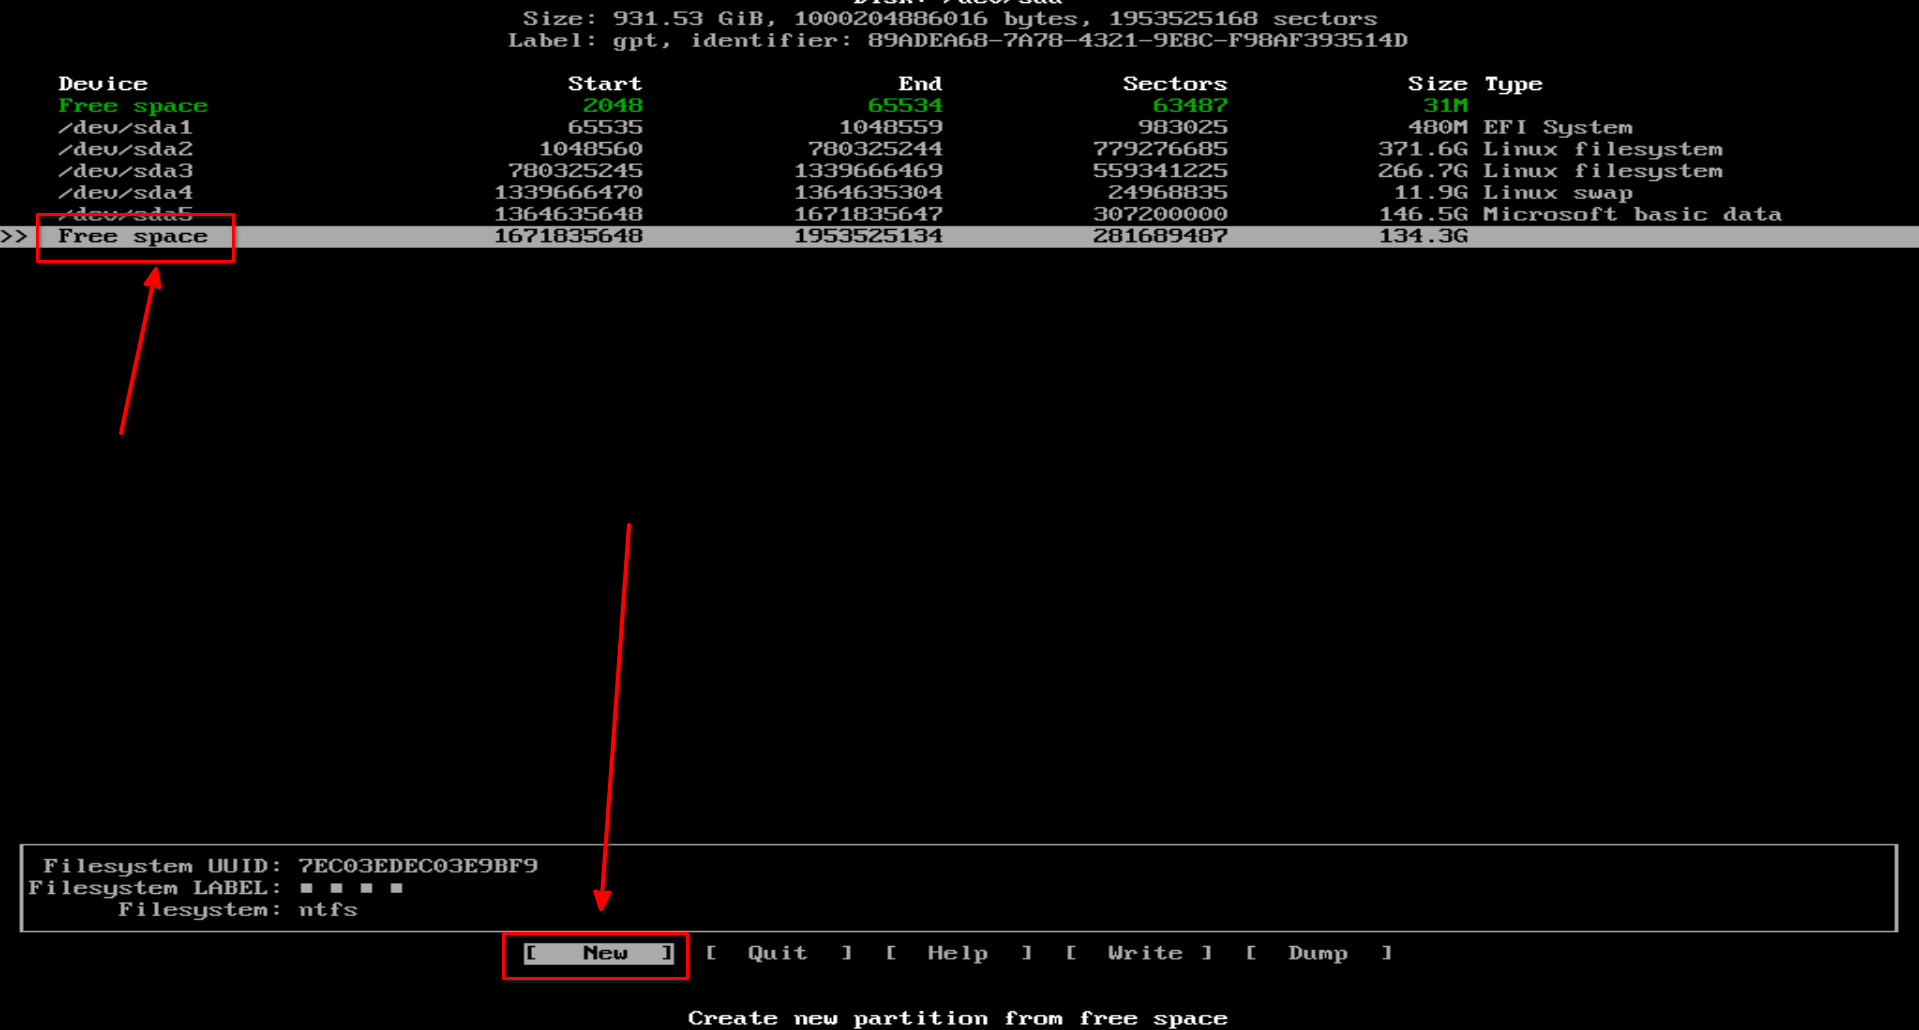 Disk: /dev/sda
Size: 931.53 GiB, 1000204886016 bytes, 1953525168 sectors
Label: gpt, identifier: 89ADEA68-7A78-4321-9E8C-F98AF393514D
Device Start End Sectors Size Type
Free space 2048 65534 63487 31M
/dev/sda1 65535 1048559 983025 480M EFI System
/dev/sda2 1048560 780325244 779276685 371.6G Linux filesystem
/dev/sda3 780325245 1339666469 559341225 266.7G Linux filesystem
/dev/sda4 1339666470 1364635304 24968835 11.9G Linux swap
/dev/sda5 1364635648 1671835647 307200000 146.5G Microsoft basic data
>> Free space 1671835648 1953525134 281689487 134.3G
Filesystem UUID: 7EC03EDEC03E9BF9
Filesystem LABEL: ■ ■ ■ ■
Filesystem: ntfs
[ New ] [ Quit ] [ Help ] [ Write ] [ Dump ]
Create new partition from free space